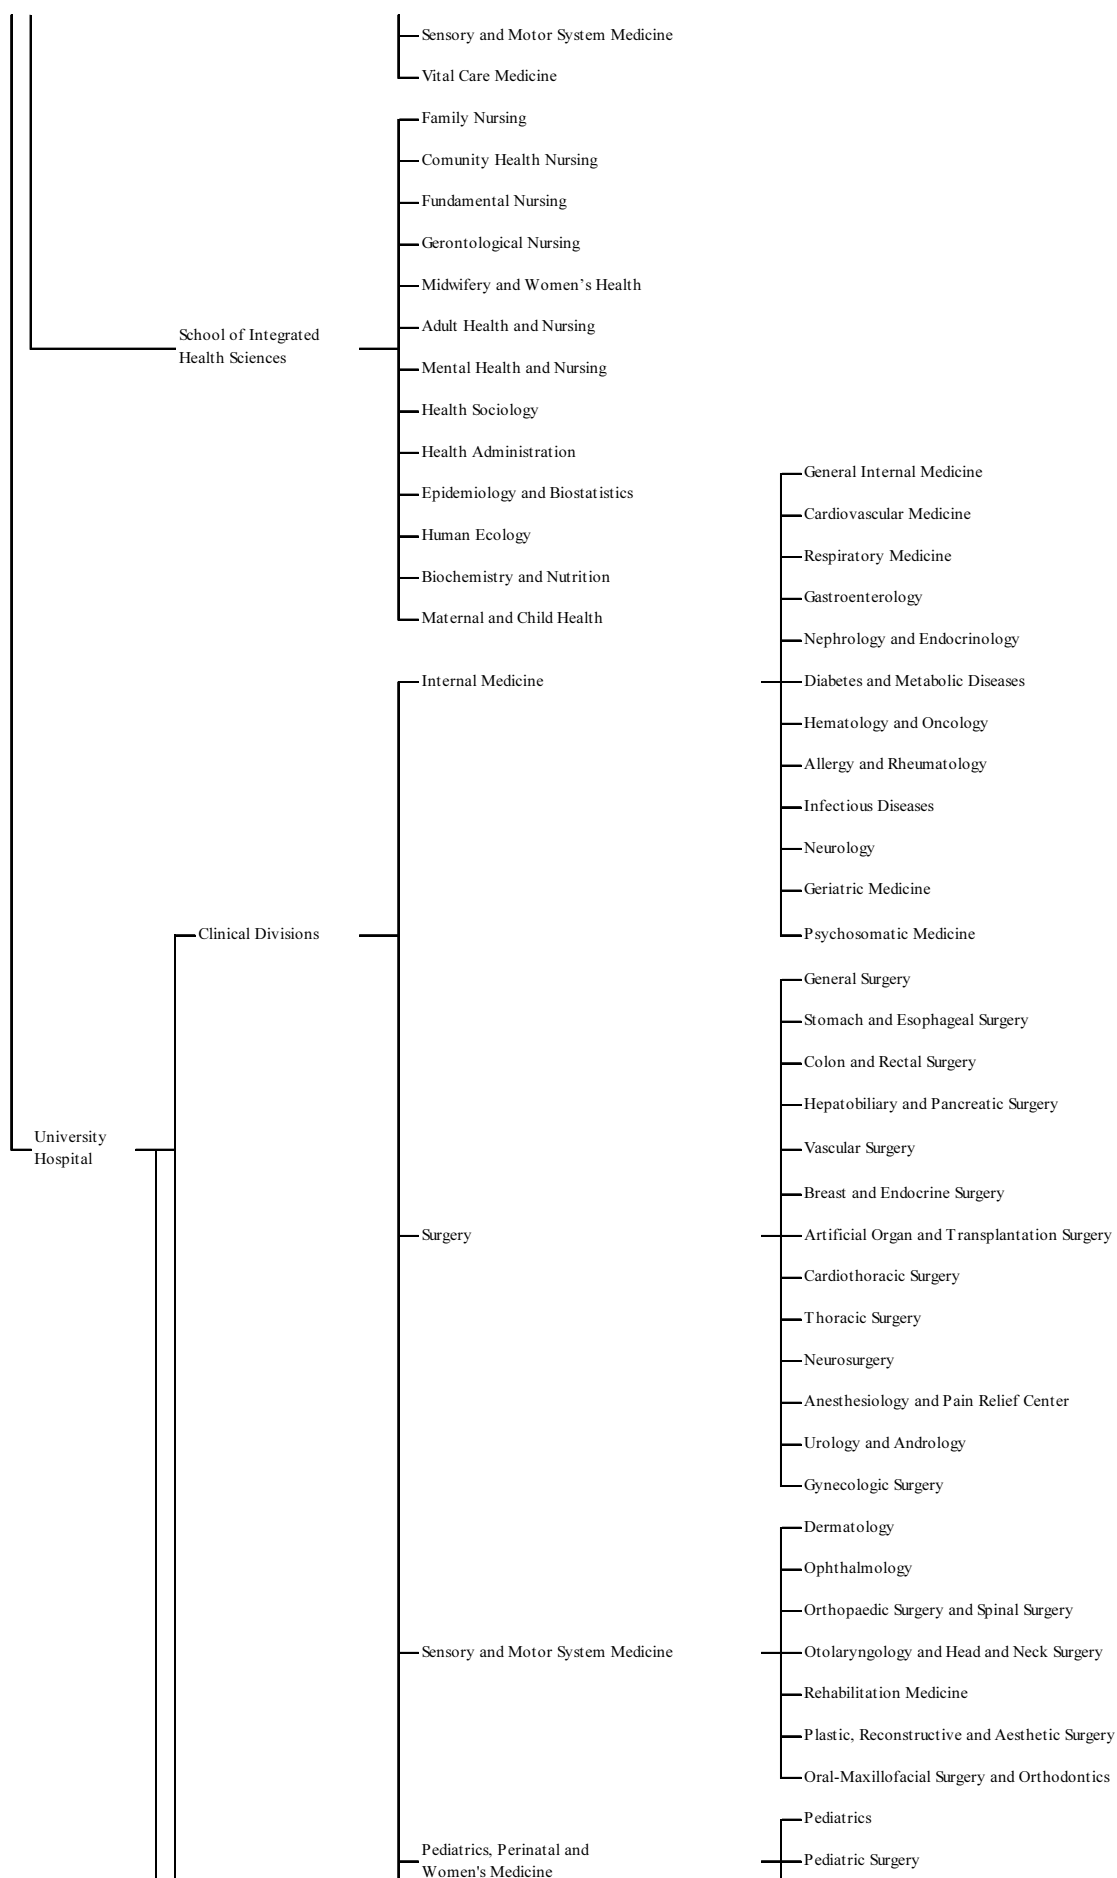 Sensory and Motor System Medicine
Vital Care Medicine
Family Nursing
Comunity Health Nursing
Fundamental Nursing
Gerontological Nursing
Midwifery and Women’s Health
Adult Health and Nursing
School of Integrated
Health Sciences
Mental Health and Nursing
Health Sociology
Health Administration
Epidemiology and Biostatistics
Human Ecology
Biochemistry and Nutrition
Maternal and Child Health
General Internal Medicine
Cardiovascular Medicine
Respiratory Medicine
Gastroenterology
Nephrology and Endocrinology
Internal Medicine
Diabetes and Metabolic Diseases
Hematology and Oncology
Allergy and Rheumatology
Infectious Diseases
Neurology
Geriatric Medicine
Clinical Divisions
Psychosomatic Medicine
General Surgery
Stomach and Esophageal Surgery
Colon and Rectal Surgery
Hepatobiliary and Pancreatic Surgery
University
Hospital
Vascular Surgery
Breast and Endocrine Surgery
Surgery
Artificial Organ and Transplantation Surgery
Cardiothoracic Surgery
Thoracic Surgery
Neurosurgery
Anesthesiology and Pain Relief Center
Urology and Andrology
Gynecologic Surgery
Dermatology
Ophthalmology
Orthopaedic Surgery and Spinal Surgery
Sensory and Motor System Medicine
Otolaryngology and Head and Neck Surgery
Rehabilitation Medicine
Plastic, Reconstructive and Aesthetic Surgery
Oral-Maxillofacial Surgery and Orthodontics
Pediatrics
Pediatrics, Perinatal and
Women's Medicine
Pediatric Surgery